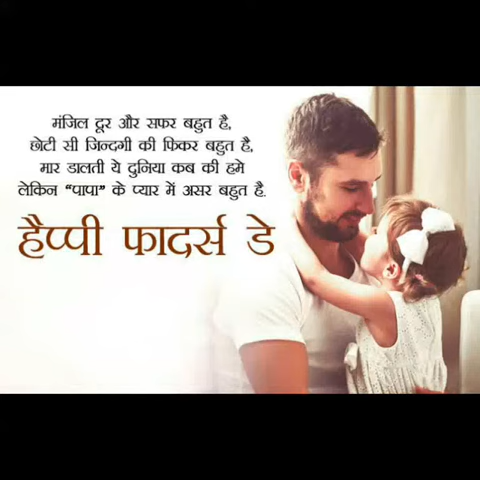 मंजिल दूर और सफर बहुत है,
छोटी सी जिन्दगी की फिकर बहुत है,
मार डालती ये दुनिया कब की हमे
लेकिन “पापा” के प्यार में असर बहुत है.
हैप्पी फादर्स डे